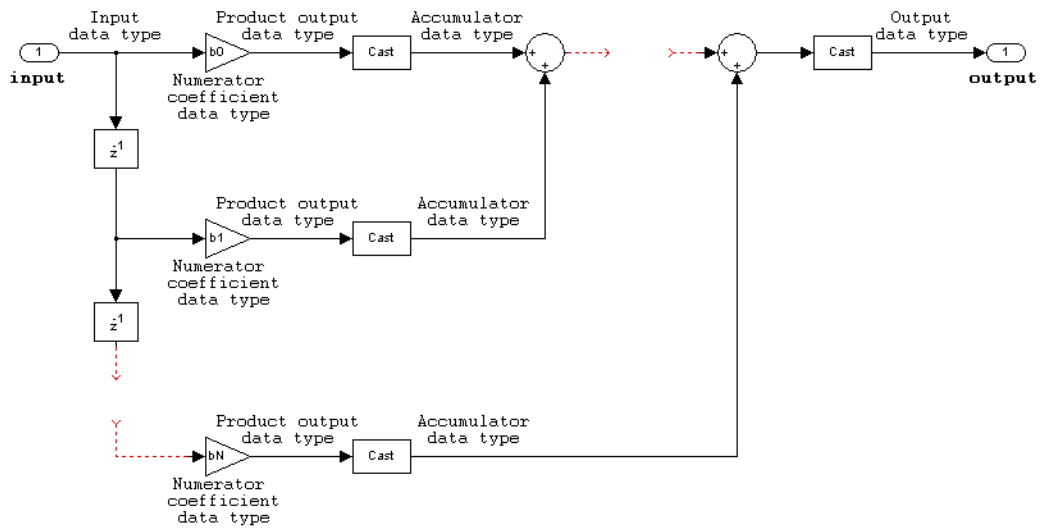 Input
data type
Product output
data type
Accumulator
data type
Output
data type
1
input
b0
Cast
+
+
+
+
Cast
1
output
Numerator
coefficient
data type
z-1
Product output
data type
Accumulator
data type
b1
Cast
Numerator
coefficient
data type
z-1
Product output
data type
Accumulator
data type
bN
Cast
Numerator
coefficient
data type